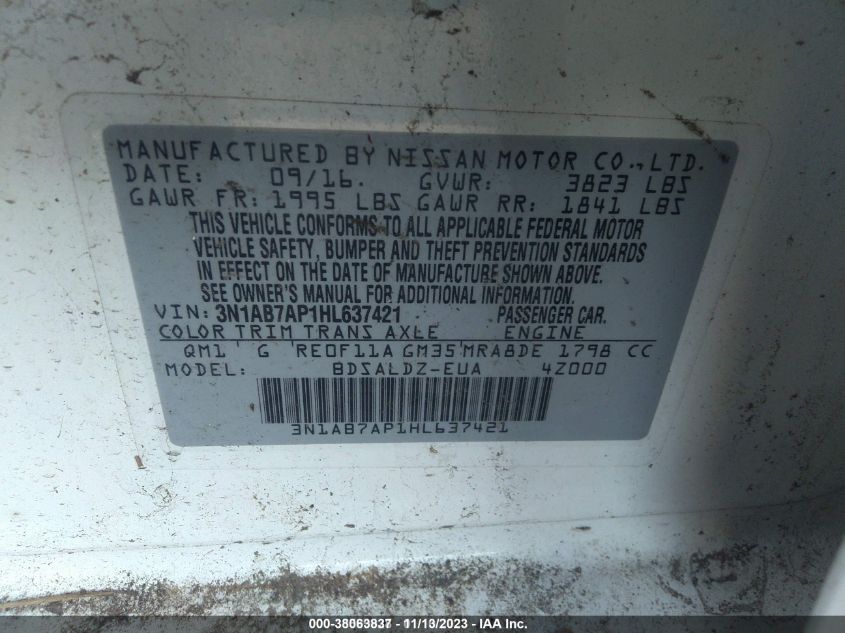 MANUFACTURED BY NISSAN MOTOR CO., LTD.
DATE: 09/16. GVWR: 3823 LBS
GAWR FR: 1995 LBS GAWR RR: 1841 LBS
THIS VEHICLE CONFORMS TO ALL APPLICABLE FEDERAL MOTOR
VEHICLE SAFETY, BUMPER AND THEFT PREVENTION STANDARDS
IN EFFECT ON THE DATE OF MANUFACTURE SHOWN ABOVE.
SEE OWNER'S MANUAL FOR ADDITIONAL INFORMATION.
VIN: 3N1AB7AP1HL637421 PASSENGER CAR.
COLOR TRIM TRANS AXLE ENGINE
QM1 G RE0F11A GM35 MRA8DE 1798 CC
MODEL: BDSALDZ-EUA 4Z000
3N1AB7AP1HL637421
000-38063837 - 11/13/2023 - IAAI.com